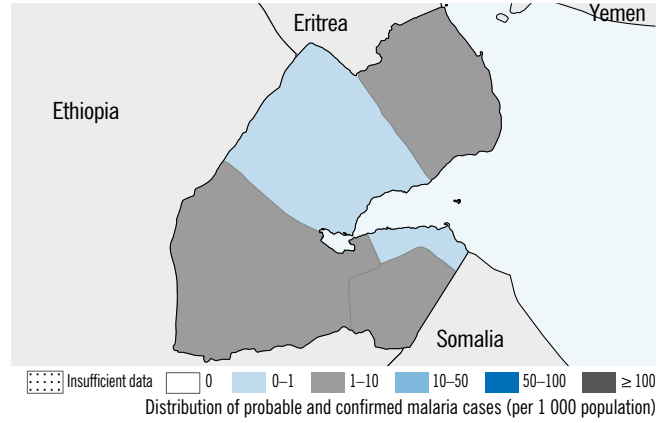 Eritrea
Yemen
Ethiopia
Somalia
Insufficient data 0 0–1 1–10 10–50 50–100 ≥ 100
Distribution of probable and confirmed malaria cases (per 1 000 population)